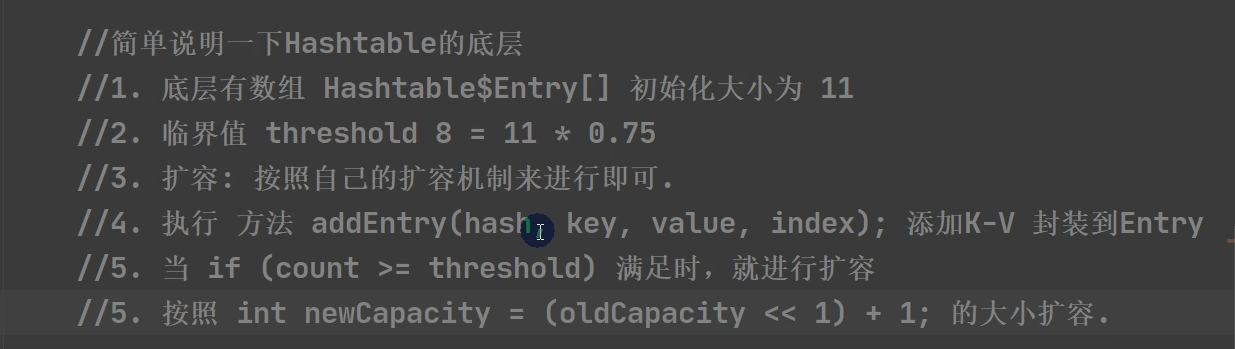 //简单说明一下Hashtable的底层
//1. 底层有数组 Hashtable$Entry[] 初始化大小为 11
//2. 临界值 threshold 8 = 11 * 0.75
//3. 扩容: 按照自己的扩容机制来进行即可.
//4. 执行 方法 addEntry(hash, key, value, index); 添加K-V 封装到Entry
//5. 当 if (count >= threshold) 满足时，就进行扩容
//5. 按照 int newCapacity = (oldCapacity << 1) + 1; 的大小扩容.